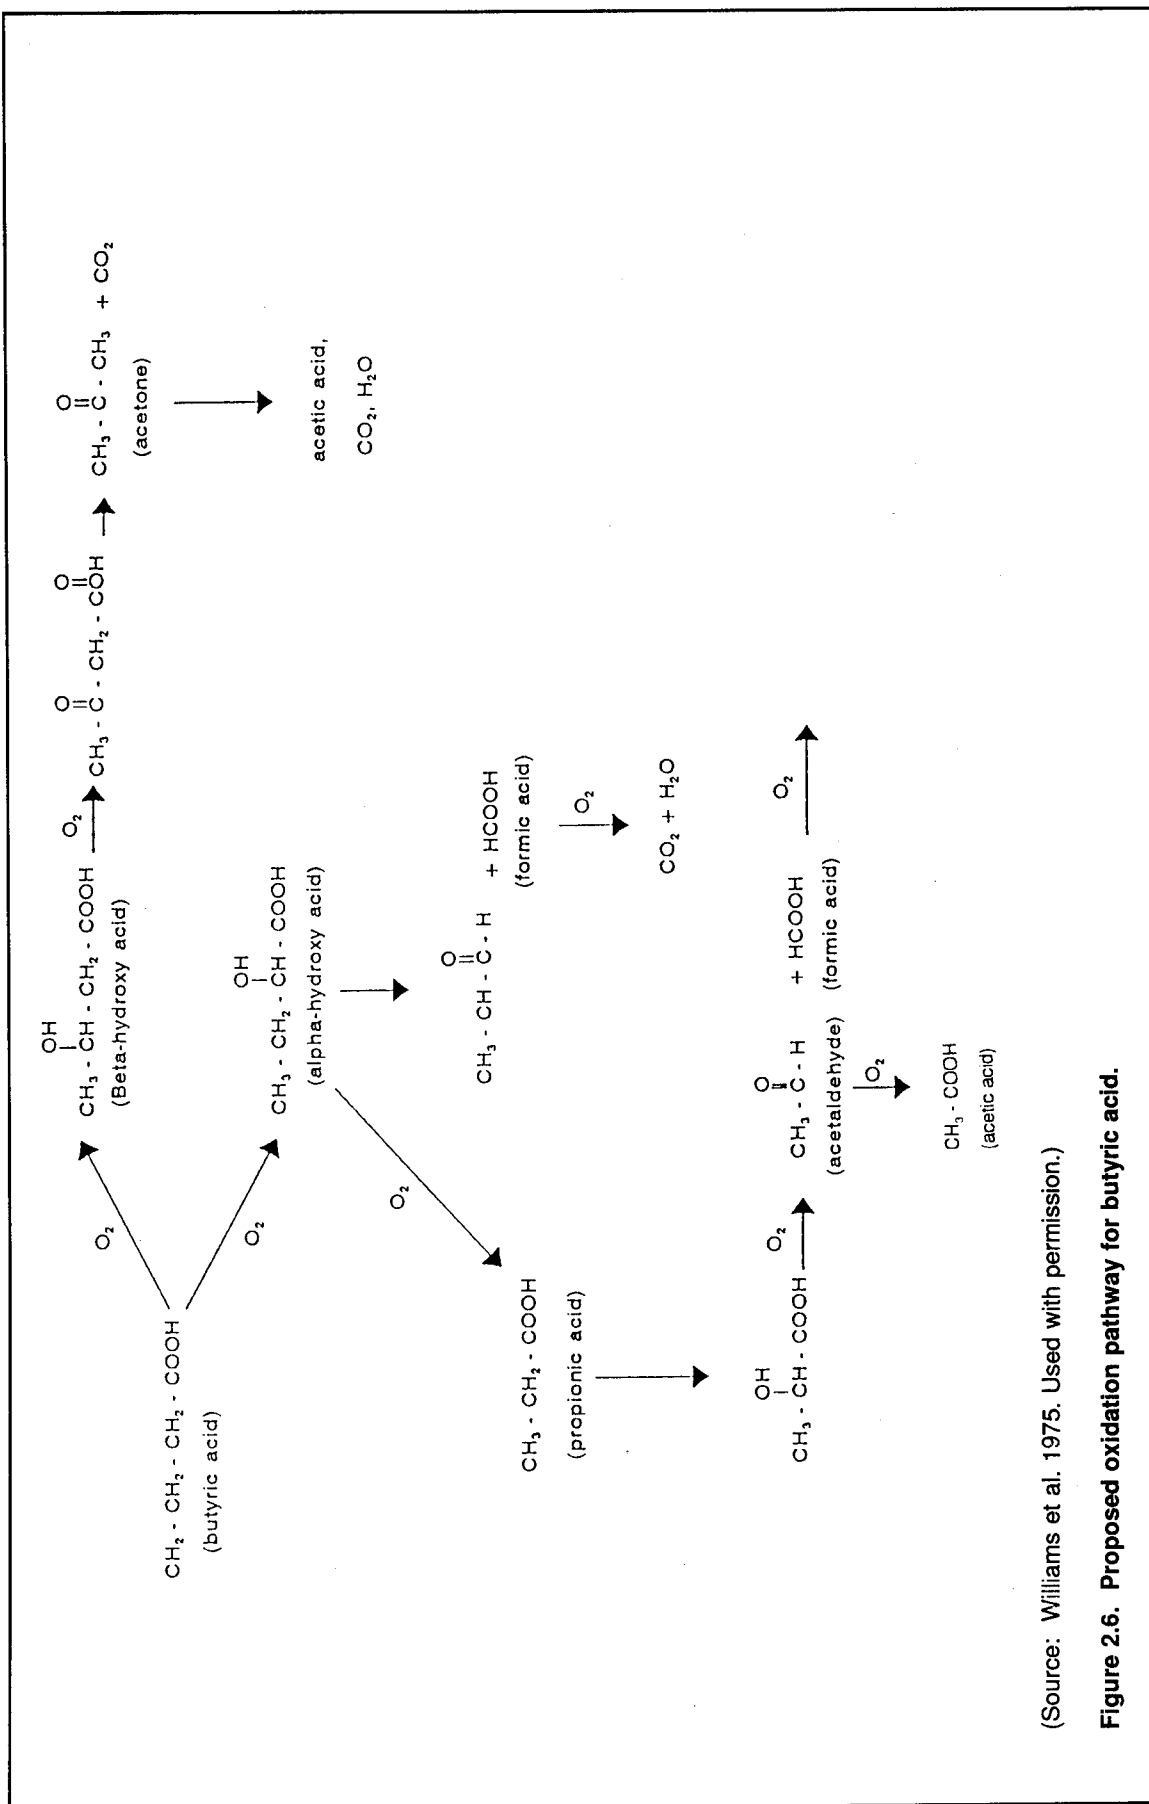 OH
CH₃ - CH - CH₂ - COOH
(Beta-hydroxy acid)
O₂
O O
CH₃ - C - CH₂ - COH
O
CH₃ - C - CH₃ + CO₂
(acetone)
acetic acid,
CO₂, H₂O
O₂
CH₂ - CH₂ - CH₂ - COOH
(butyric acid)
O₂
OH
CH₃ - CH₂ - CH - COOH
(alpha-hydroxy acid)
O₂
O
CH₃ - CH - C - H + HCOOH
(formic acid)
O₂
CO₂ + H₂O
CH₃ - CH₂ - COOH
(propionic acid)
OH
CH₃ - CH - COOH
O₂
O
CH₃ - C - H + HCOOH
(acetaldehyde) (formic acid)
O₂
O₂
CH₃ - COOH
(acetic acid)
(Source: Williams et al. 1975. Used with permission.)
Figure 2.6. Proposed oxidation pathway for butyric acid.